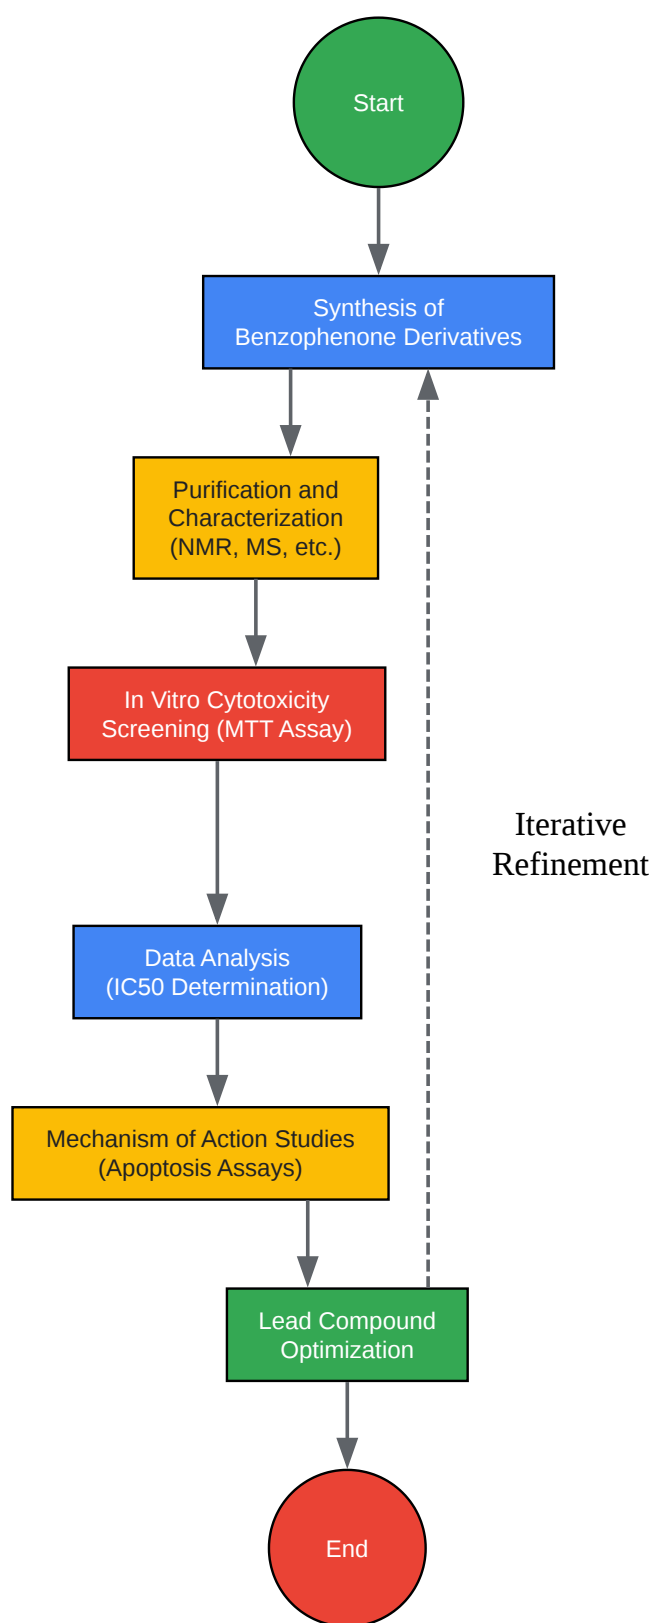 Start
Synthesis of
Benzophenone Derivatives
Purification and
Characterization
(NMR, MS, etc.)
In Vitro Cytotoxicity
Screening (MTT Assay)
Iterative
Refinement
Data Analysis
(IC50 Determination)
Mechanism of Action Studies
(Apoptosis Assays)
Lead Compound
Optimization
End